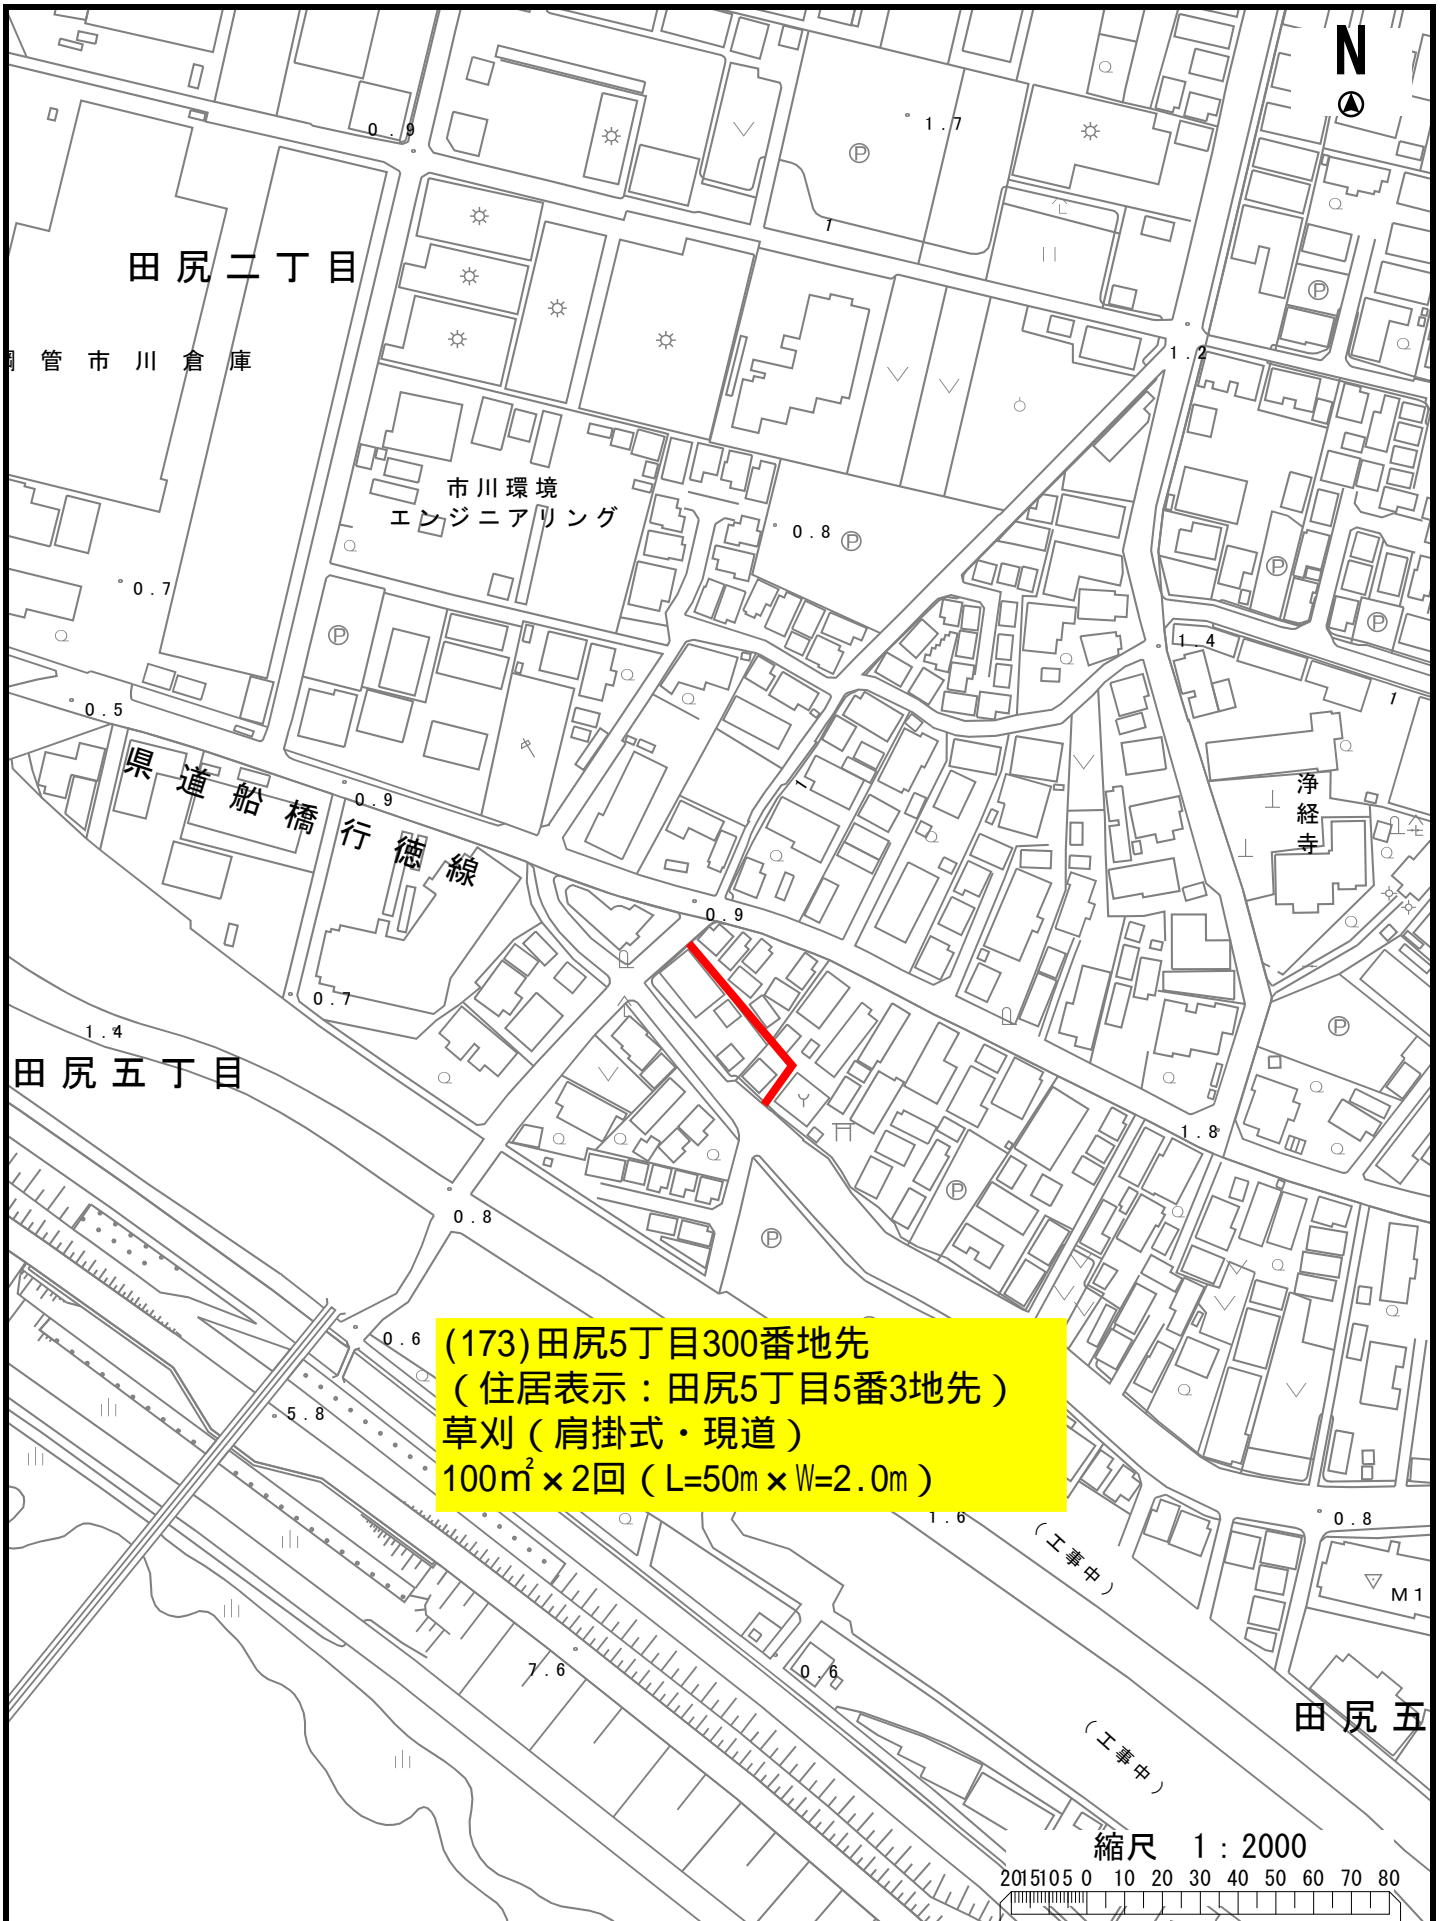 N
0.9
1.7
1
田尻二丁目
1.2
管市川倉庫
市川環境
エンジニアリング
0.8
0.7
1.4
0.5
1
県道船橋行徳線
0.9
1
浄経寺
0.9
0.7
1.4
田尻五丁目
1.8
0.8
0.6
(173)田尻5丁目300番地先
(住居表示:田尻5丁目5番3地先)
草刈(肩掛式・現道)
100㎡×2回(L=50m×W=2.0m)
5.8
1.6
0.8
(工事中)
M1
7.6
0.6
田尻五
(工事中)
縮尺 1:2000
20 15 10 5 0 10 20 30 40 50 60 70 80